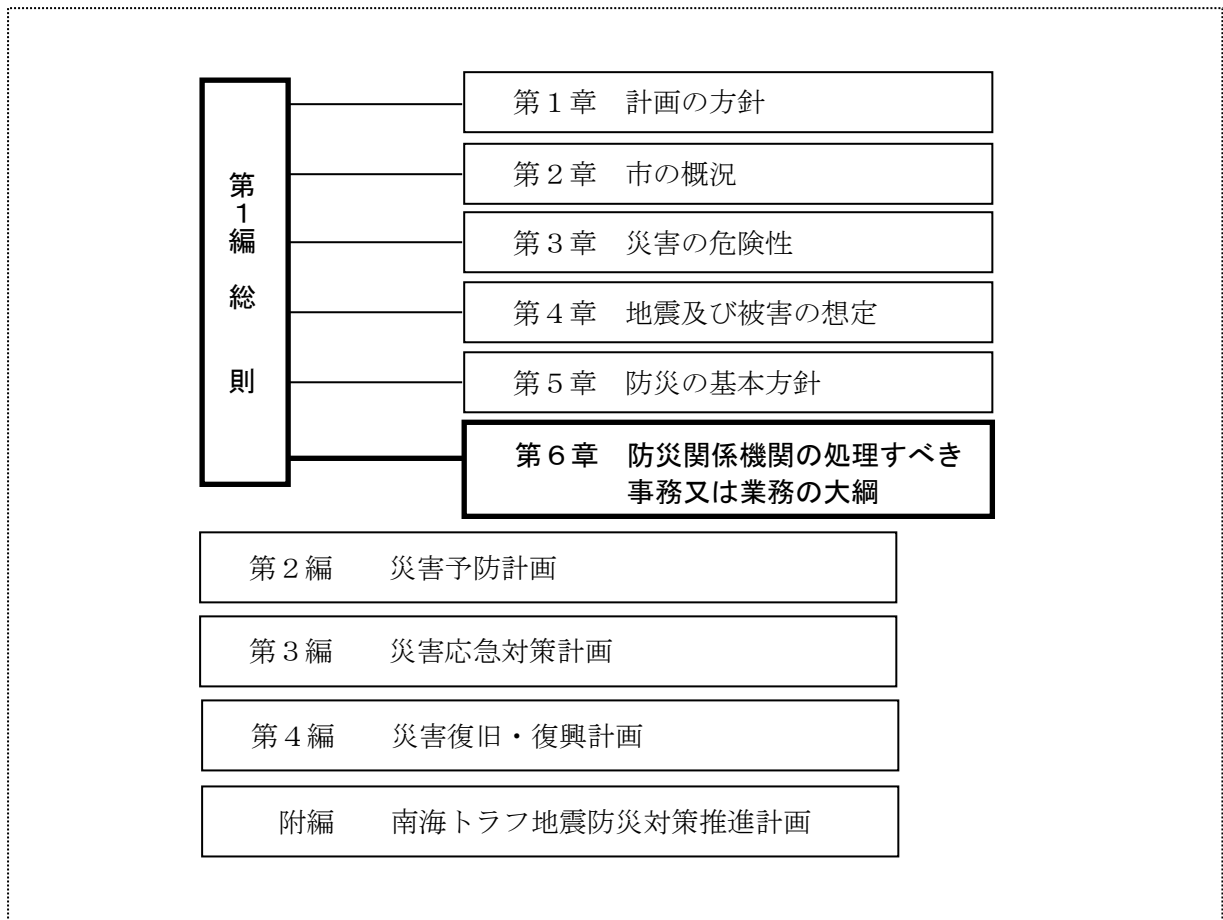 第１編　総　則
第１章　計画の方針
第２章　市の概況
第３章　災害の危険性
第４章　地震及び被害の想定
第５章　防災の基本方針
第６章　防災関係機関の処理すべき
事務又は業務の大綱
第２編　災害予防計画
第３編　災害応急対策計画
第４編　災害復旧・復興計画
附編　南海トラフ地震防災対策推進計画